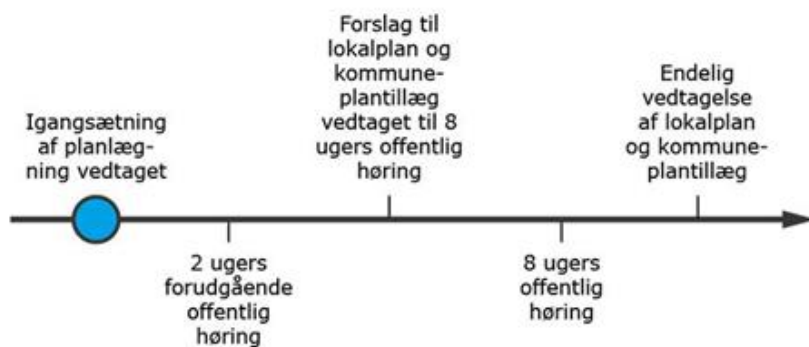 Igangsætning
af planlæg-
ning vedtaget
2 ugers
forudgående
offentlig
høring
Forslag til
lokalplan og
kommune-
plantillæg
vedtaget til 8
ugers offentlig
høring
8 ugers
offentlig
høring
Endelig
vedtagelse
af lokalplan
og kommune-
plantillæg